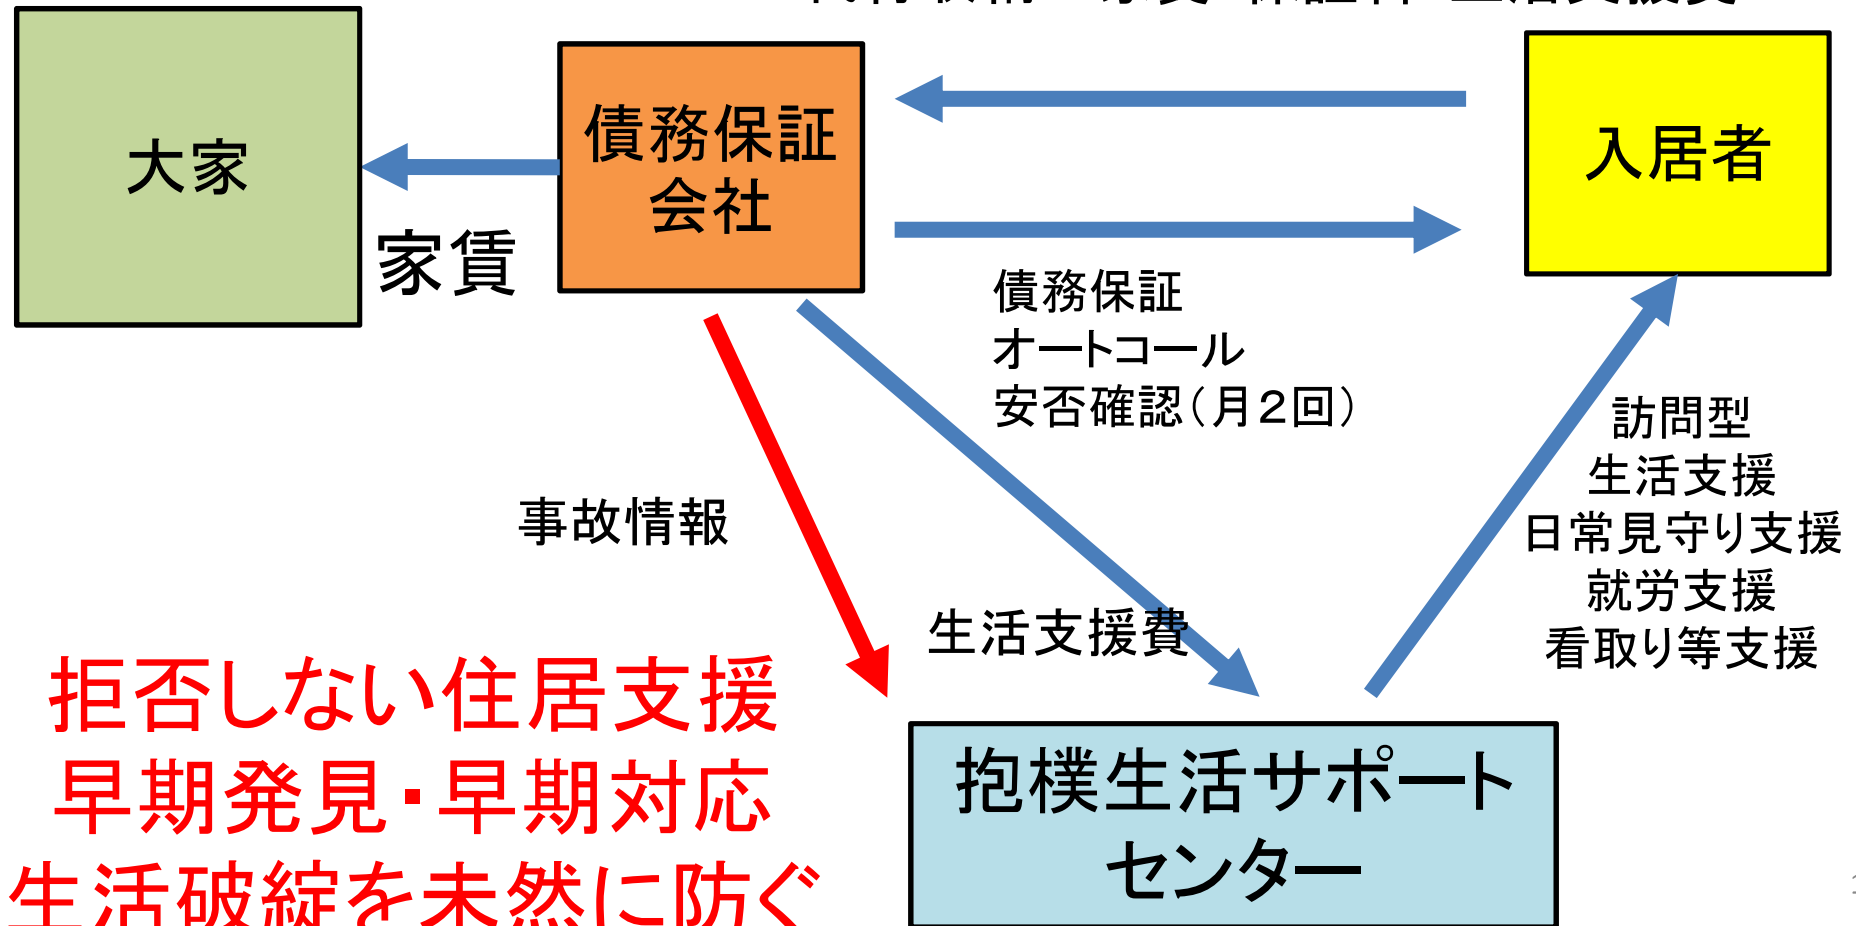 大家
債務保証
会社
入居者
家賃
債務保証
オートコール
安否確認（月２回）
訪問型
生活支援
日常見守り支援
就労支援
看取り等支援
事故情報
生活支援費
拒否しない住居支援
早期発見・早期対応
生活破綻を未然に防ぐ
抱樸生活サポート
センター